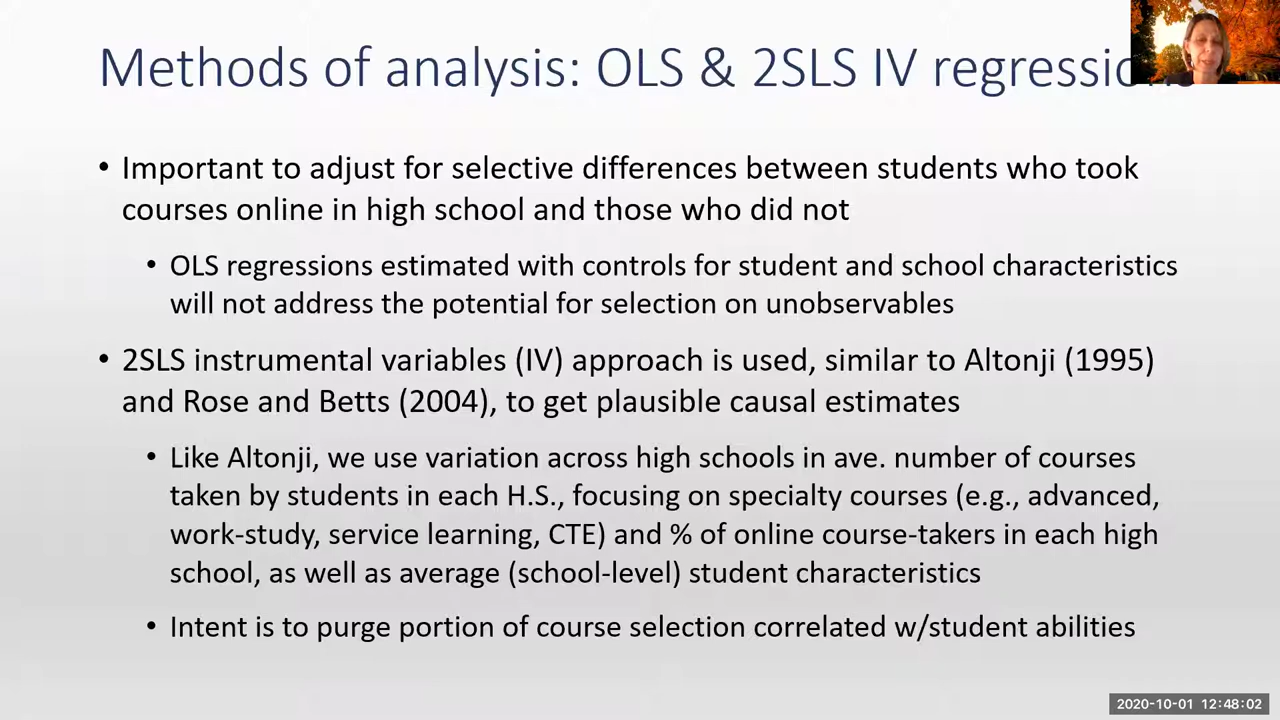 Methods of analysis: OLS & 2SLS IV
• Important to adjust for selective differences between students who took
courses online in high school and those who did not
• OLS regressions estimated with controls for student and school characteristics
will not address the potential for selection on unobservables
• 2SLS instrumental variables (IV) approach is used, similar to Altonji (1995)
and Rose and Betts (2004), to get plausible causal estimates
• Like Altonji, we use variation across high schools in ave. number of courses
taken by students in each H.S., focusing on specialty courses (e.g., advanced,
work-study, service learning, CTE) and % of online course-takers in each high
school, as well as average (school-level) student characteristics
• Intent is to purge portion of course selection correlated w/student abilities
2020-10-01 12:48:02